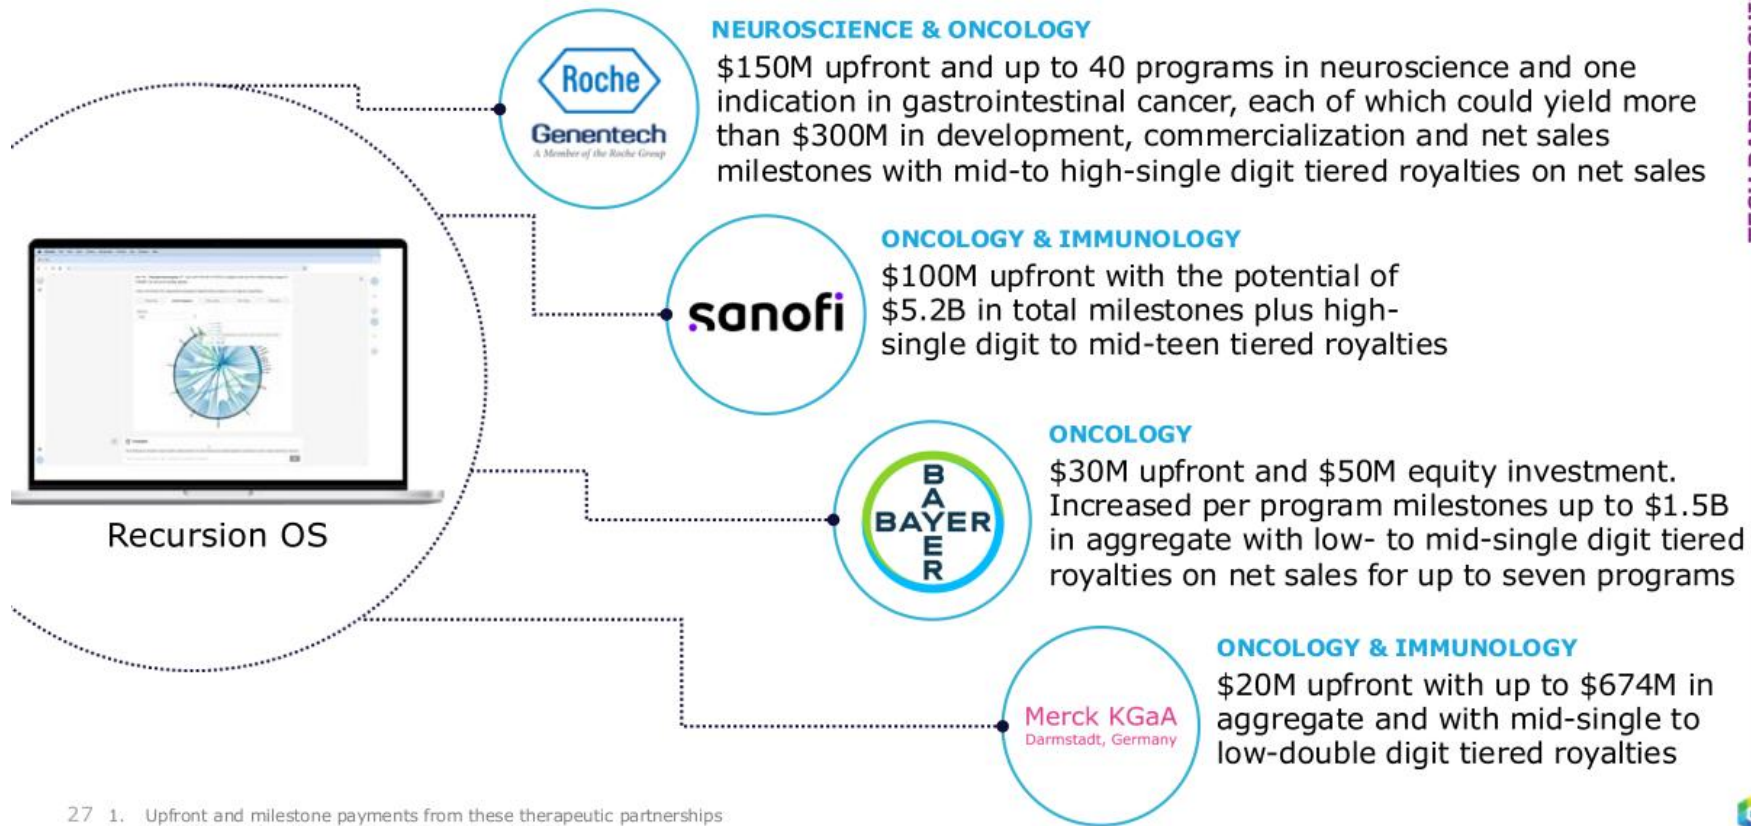 NEUROSCIENCE & ONCOLOGY
Roche
Genentech
A Member of the Roche Group
$150M upfront and up to 40 programs in neuroscience and one
indication in gastrointestinal cancer, each of which could yield more
than $300M in development, commercialization and net sales
milestones with mid-to high-single digit tiered royalties on net sales
ONCOLOGY & IMMUNOLOGY
sanofi
$100M upfront with the potential of
$5.2B in total milestones plus high-
single digit to mid-teen tiered royalties
Recursion OS
ONCOLOGY
BAYER
BAYER
$30M upfront and $50M equity investment.
Increased per program milestones up to $1.5B
in aggregate with low- to mid-single digit tiered
royalties on net sales for up to seven programs
ONCOLOGY & IMMUNOLOGY
Merck KGaA
Darmstadt, Germany
$20M upfront with up to $674M in
aggregate and with mid-single to
low-double digit tiered royalties
27 1. Upfront and milestone payments from these therapeutic partnerships